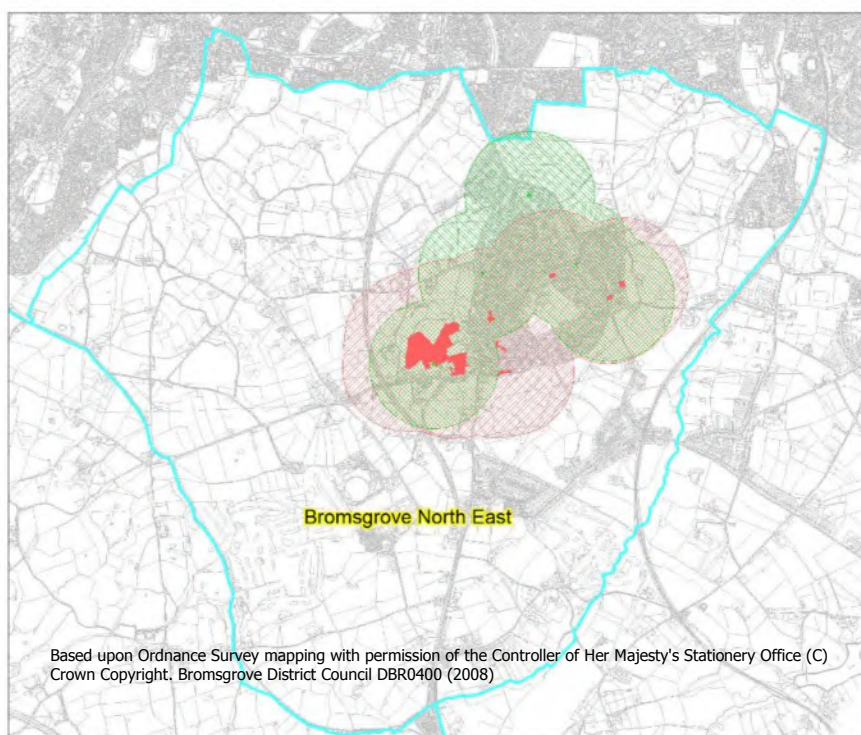 Bromsgrove North East
Based upon Ordnance Survey mapping with permission of the Controller of Her Majesty's Stationery Office (C)
Crown Copyright. Bromsgrove District Council DBR0400 (2008)